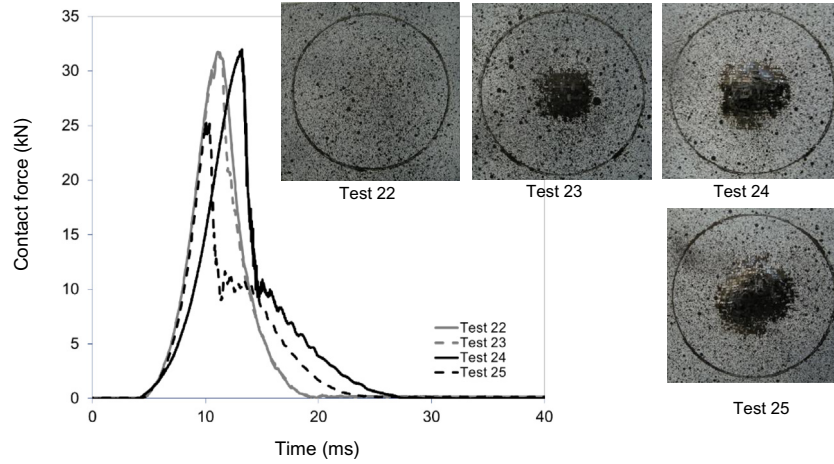 35
30
25
20
15
10
5
0
Contact force (kN)
0 10 20 30 40
Time (ms)
Test 22
Test 23
Test 24
Test 25
Test 22
Test 23
Test 24
Test 25